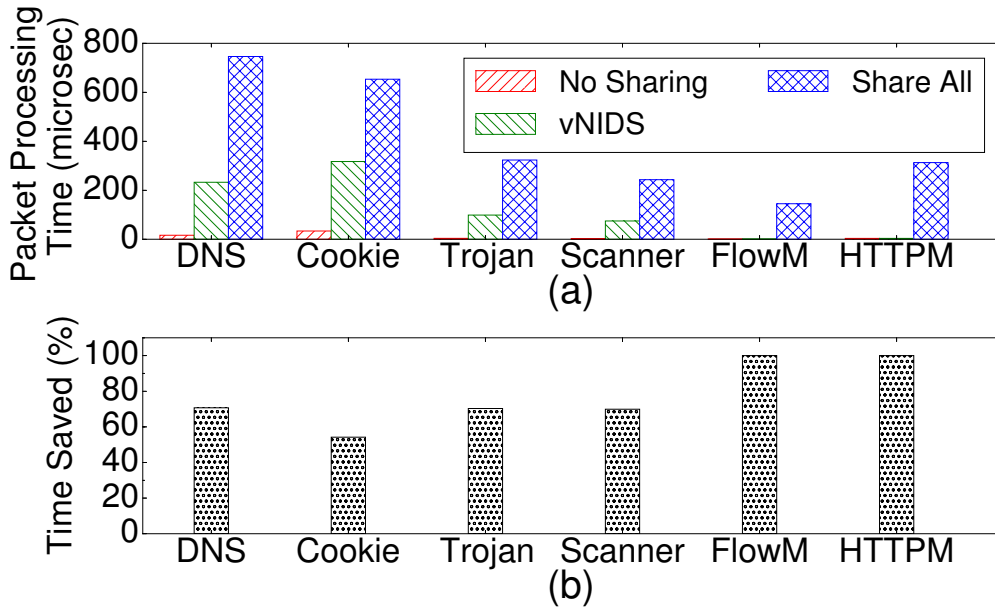 Packet Processing
Time (microsec)
800
600
400
200
0
No Sharing
vNIDS
Share All
DNS Cookie Trojan Scanner FlowM HTTPM
(a)
Time Saved (%)
100
80
60
40
20
0
DNS Cookie Trojan Scanner FlowM HTTPM
(b)